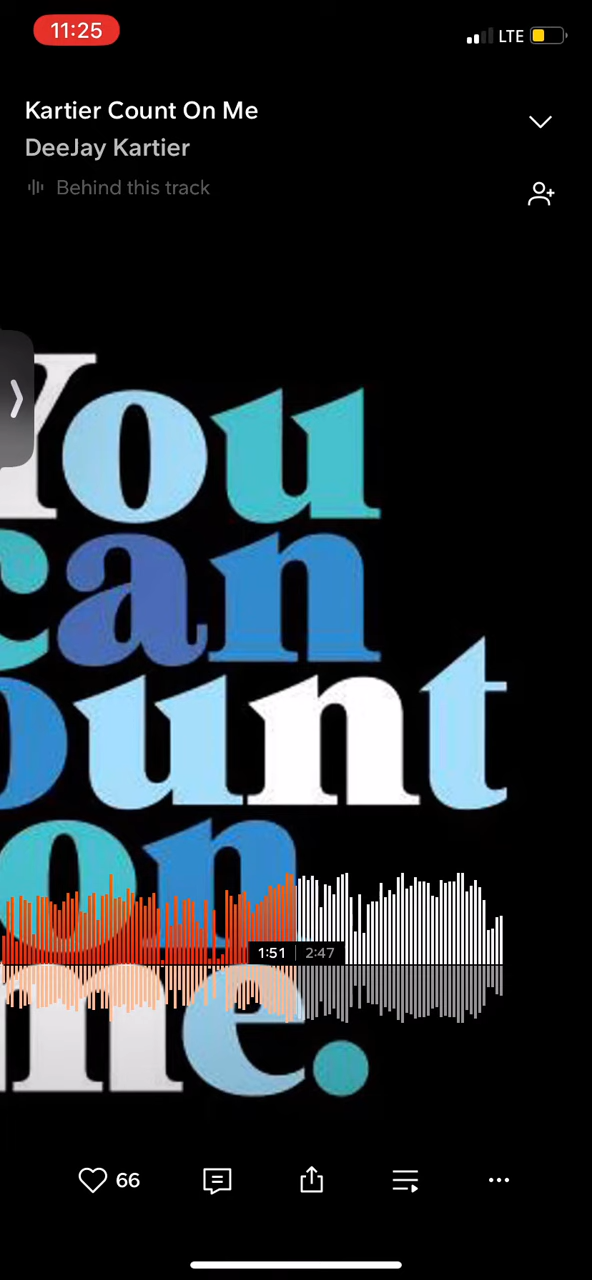 11:25
LTE
Kartier Count On Me
DeeJay Kartier
Behind this track
You
can
ount
on
me.
1:51 2:47
66